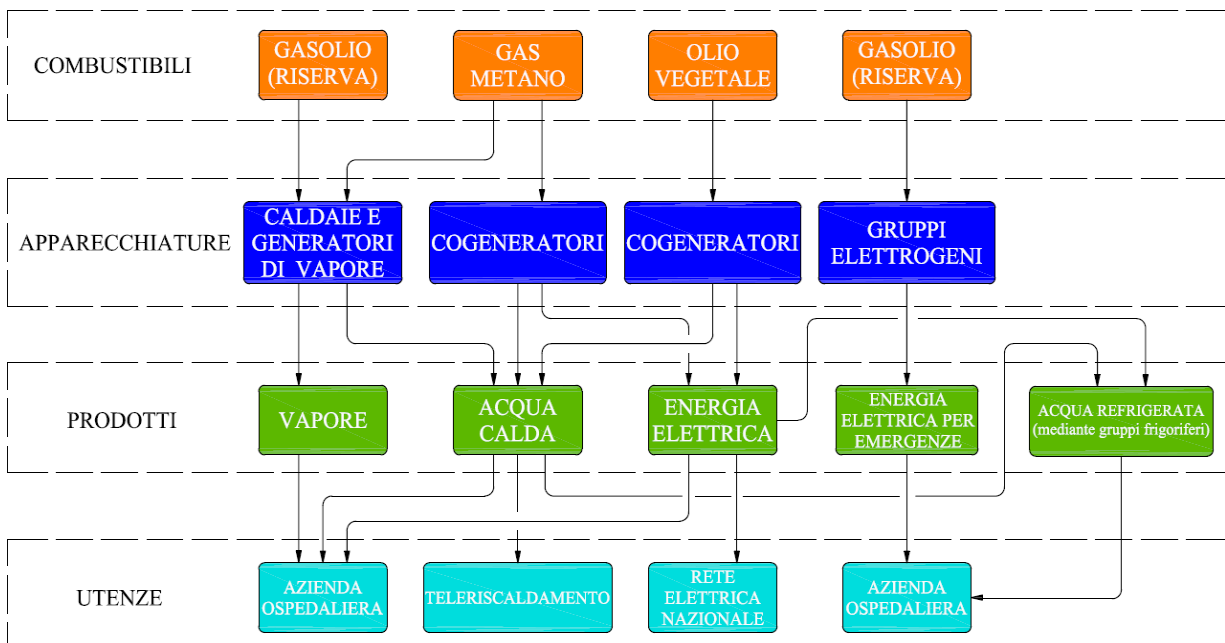 COMBUSTIBILI
GASOLIO
(RISERVA)
GAS
METANO
OLIO
VEGETALE
GASOLIO
(RISERVA)
APPARECCHIATURE
CALDAIE E
GENERATORI
DI VAPORE
COGENERATORI
COGENERATORI
GRUPPI
ELETTROGENI
PRODOTTI
VAPORE
ACQUA
CALDA
ENERGIA
ELETTRICA
ENERGIA
ELETTRICA PER
EMERGENZE
ACQUA REFRIGERATA
(mediante gruppi frigoriferi)
UTENZE
AZIENDA
OSPEDALIERA
TELERISCALDAMENTO
RETE
ELETTRICA
NAZIONALE
AZIENDA
OSPEDALIERA